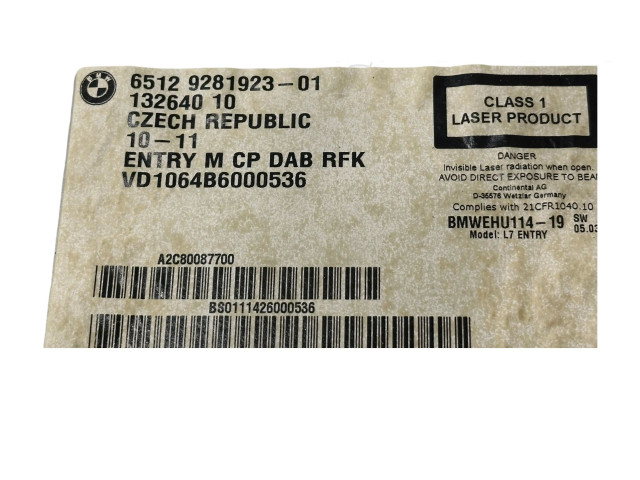 BMW
6512 9281923-01
132640 10
CZECH REPUBLIC
10-11
ENTRY M CP DAB RFK
VD1064B6000536
CLASS 1
LASER PRODUCT
DANGER
Invisible Laser radiation when open.
AVOID DIRECT EXPOSURE TO BEA
Continental AG
D-35576 Wetzlar Germany
Complies with 21CFR1040.10
BMWEHU114-19 SW
Model: L7 ENTRY 05.03
A2C80087700
BS0111426000536